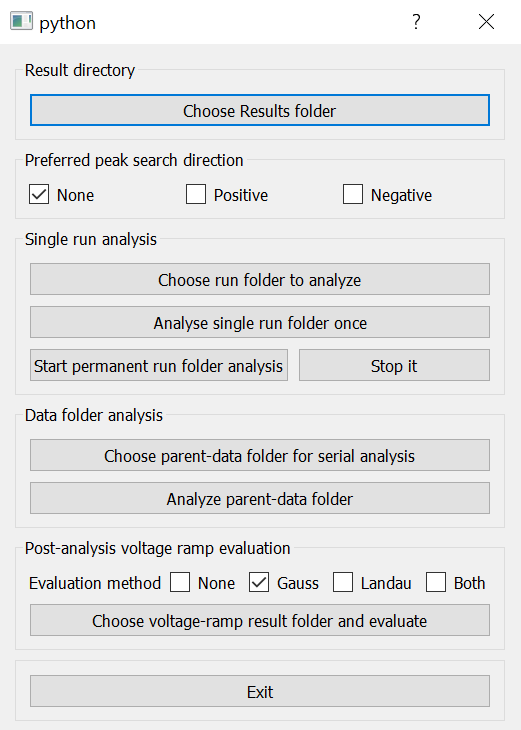 python
?
Result directory
Choose Results folder
Preferred peak search direction
None Positive Negative
Single run analysis
Choose run folder to analyze
Analyse single run folder once
Start permanent run folder analysis Stop it
Data folder analysis
Choose parent-data folder for serial analysis
Analyze parent-data folder
Post-analysis voltage ramp evaluation
Evaluation method None Gauss Landau Both
Choose voltage-ramp result folder and evaluate
Exit